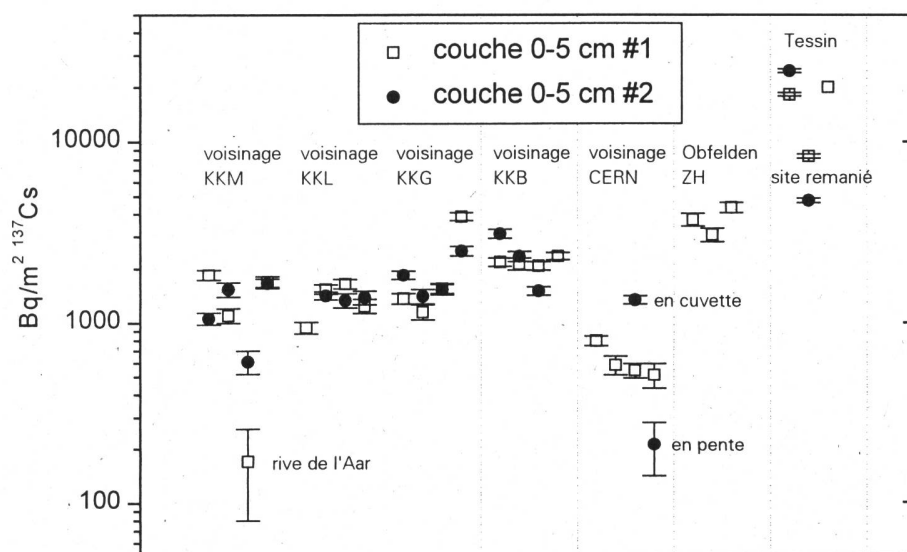 couche 0-5 cm #1
couche 0-5 cm #2
Tessin
10000
voisinage
KKM
voisinage
KKL
voisinage
KKG
voisinage
KKB
voisinage
CERN
Obfelden
ZH
site remanié
Bq/m² ¹³⁷Cs
1000
en cuvette
rive de l'Aar
en pente
100